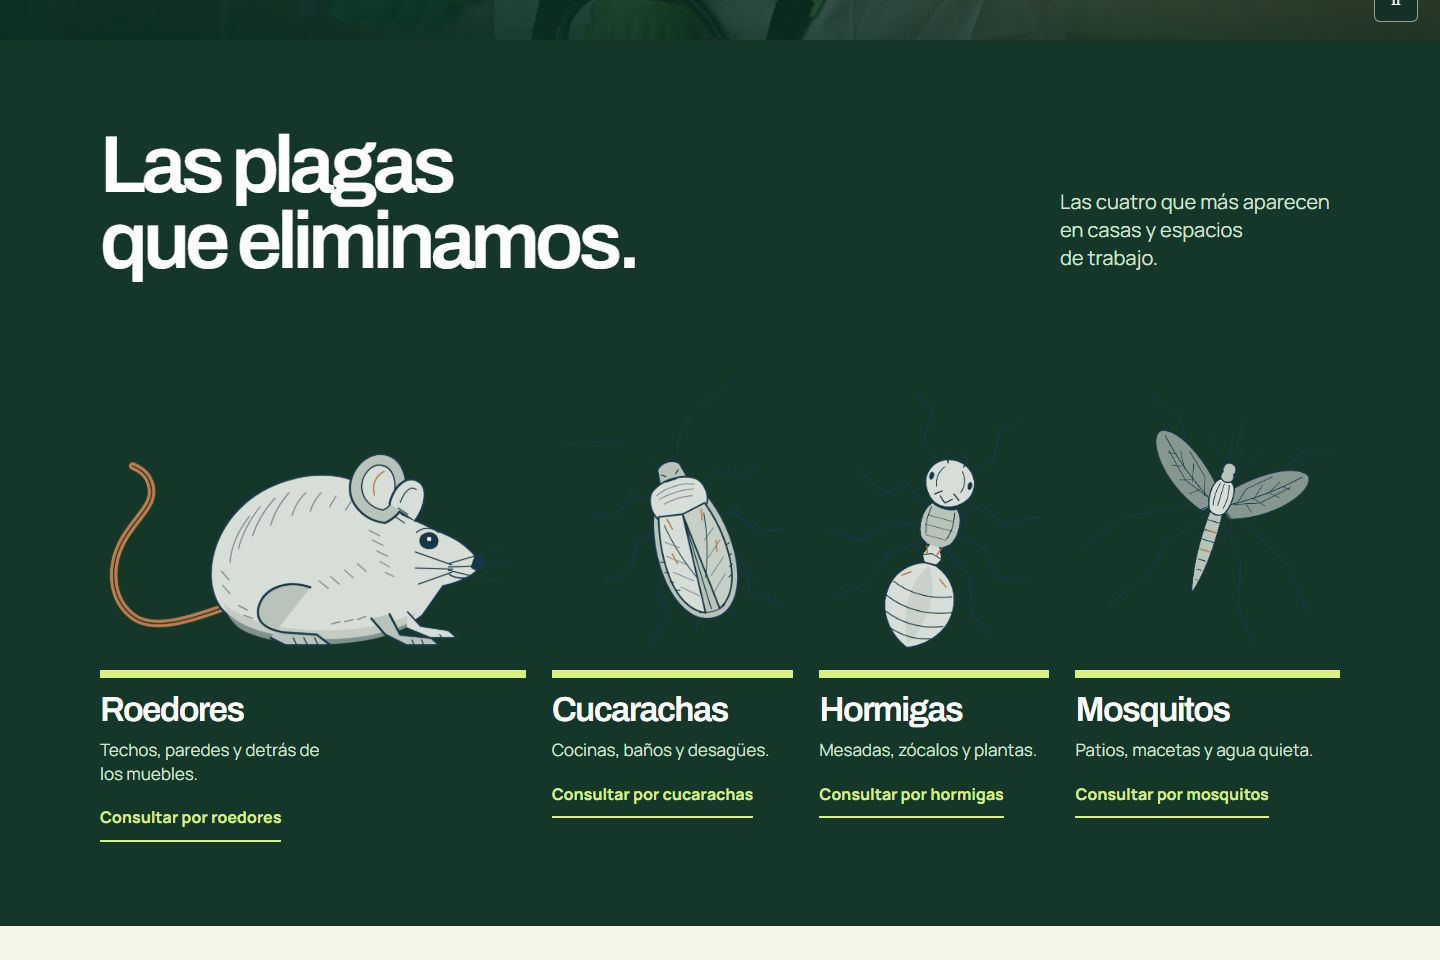 Las plagas
que eliminamos.
Las cuatro que más aparecen
en casas y espacios
de trabajo.
Roedores
Techos, paredes y detrás de
los muebles.
Consultar por roedores
Cucarachas
Cocinas, baños y desagües.
Consultar por cucarachas
Hormigas
Mesadas, zócalos y plantas.
Consultar por hormigas
Mosquitos
Patios, macetas y agua quieta.
Consultar por mosquitos